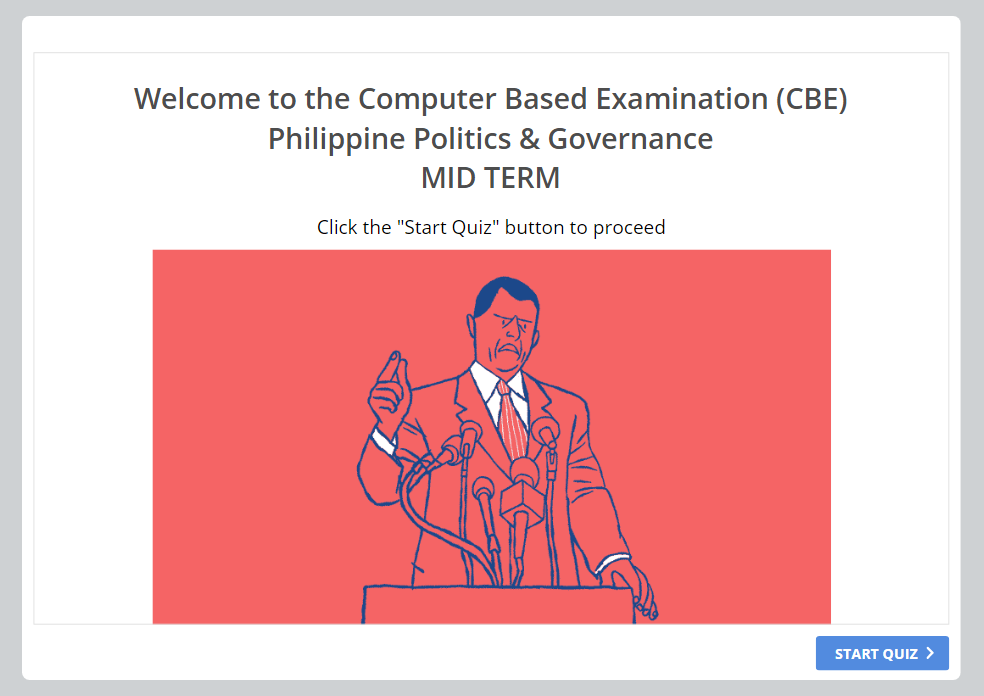 Welcome to the Computer Based Examination (CBE)
Philippine Politics & Governance
MID TERM
Click the "Start Quiz" button to proceed
START QUIZ